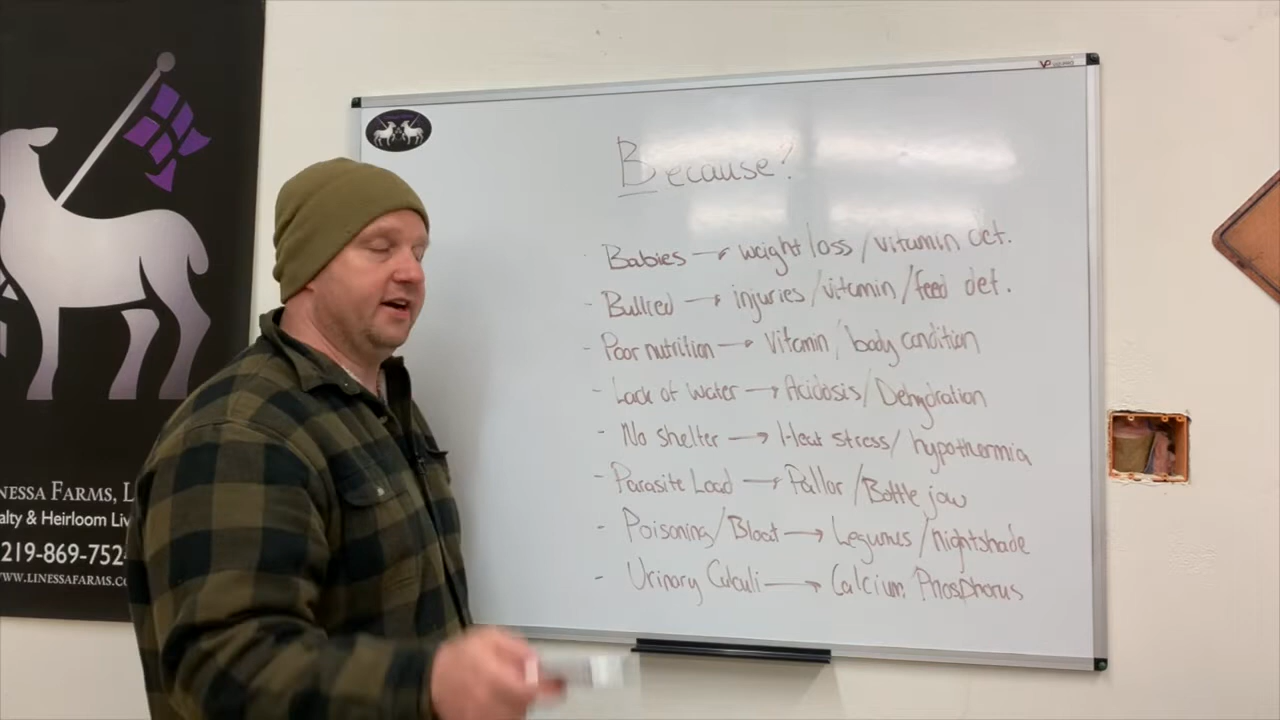 Because?
Babies → weight loss / vitamin det.
- Bullied → injuries / vitamin / feed det.
- Poor nutrition → Vitamin / body condition
- Lack of water → Acidosis / Dehydration
- No shelter → Heat stress / hypothermia
- Parasite Load → Pallor / Bottle jaw
- Poisoning / Bloat → Legumes / nightshade
- Urinary Calculi → Calcium Phosphorus
NESSA FARMS, L
alty & Heirloom Liv
219-869-752
WWW.LINESSAFARMS.CO